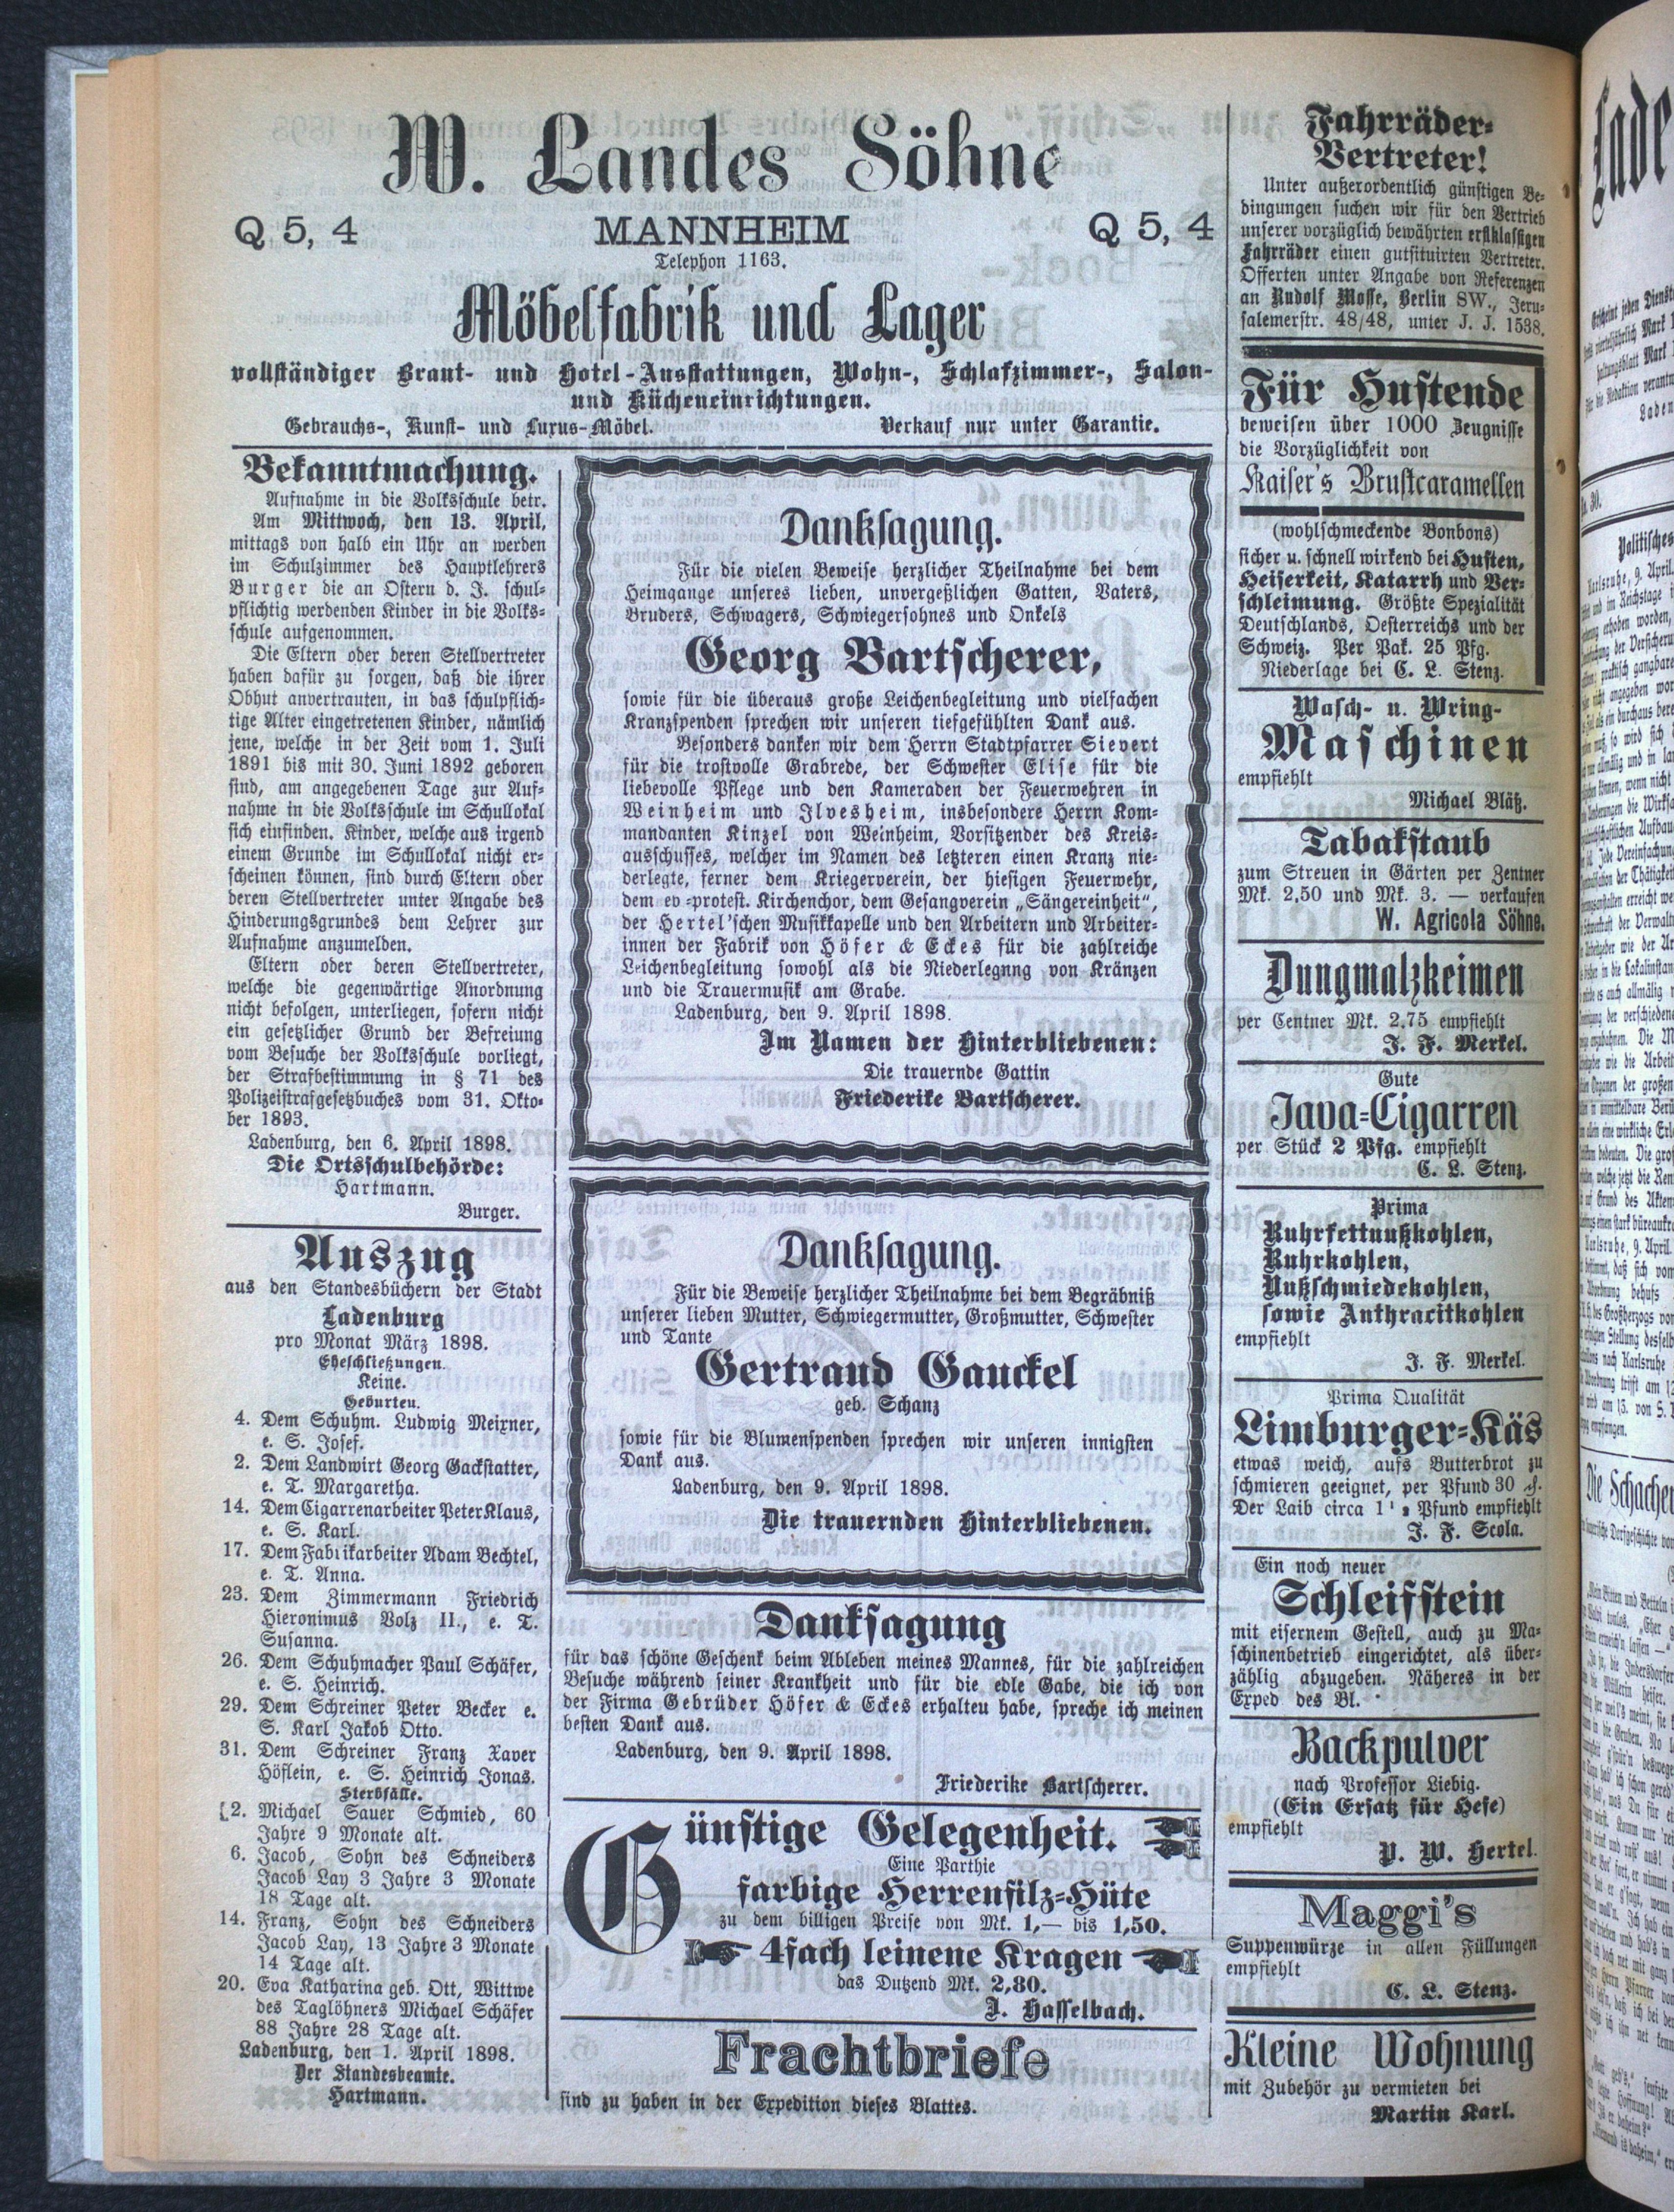 W. Landes Söhne
Q 5, 4 MANNHEIM Q 5, 4
Telephon 1163.
Möbelfabrik und Lager
vollständiger Braut- und Hotel-Ausstattungen, Wohn-, Schlafzimmer-, Salon-
und Kücheneinrichtungen.
Gebrauchs-, Kunst- und Luxus-Möbel. Verkauf nur unter Garantie.
Bekanntmachung.
Aufnahme in die Volksschule betr.
Am Mittwoch, den 13. April,
mittags von halb ein Uhr an werden
im Schulzimmer des Hauptlehrers
Burger die an Ostern d. J. schul-
pflichtig werdenden Kinder in die Volks-
schule aufgenommen.
Die Eltern oder deren Stellvertreter
haben dafür zu sorgen, daß die ihrer
Obhut anvertrauten, in das schulpflich-
tige Alter eingetretenen Kinder, nämlich
jene, welche in der Zeit vom 1. Juli
1891 bis mit 30. Juni 1892 geboren
sind, am angegebenen Tage zur Auf-
nahme in die Volksschule im Schullokal
sich einfinden. Kinder, welche aus irgend
einem Grunde im Schullokal nicht er-
scheinen können, sind durch Eltern oder
deren Stellvertreter unter Angabe des
Hinderungsgrundes dem Lehrer zur
Aufnahme anzumelden.
Eltern oder deren Stellvertreter,
welche die gegenwärtige Anordnung
nicht befolgen, unterliegen, sofern nicht
ein gesetzlicher Grund der Befreiung
vom Besuche der Volksschule vorliegt,
der Strafbestimmung in § 71 des
Polizeistrafgesetzbuches vom 31. Okto-
ber 1893.
Ladenburg, den 6. April 1898.
Die Ortsschulbehörde:
Hartmann.
Burger.
Auszug
aus den Standesbüchern der Stadt
Ladenburg
pro Monat März 1898.
Eheschließungen.
Keine.
Geburten.
4. Dem Schuhm. Ludwig Meixner,
e. S. Josef.
2. Dem Landwirt Georg Gackstatter,
e. T. Margaretha.
14. Dem Cigarrenarbeiter Peter Klaus,
e. S. Karl.
17. Dem Fabrikarbeiter Adam Bechtel,
e. T. Anna.
23. Dem Zimmermann Friedrich
Hieronimus Volz II., e. T.
Susanna.
26. Dem Schuhmacher Paul Schäfer,
e. S. Heinrich.
29. Dem Schreiner Peter Becker e.
S. Karl Jakob Otto.
31. Dem Schreiner Franz Xaver
Höflein, e. S. Heinrich Jonas.
Sterbfälle.
2. Michael Sauer Schmied, 60
Jahre 9 Monate alt.
6. Jacob, Sohn des Schneiders
Jacob Lay 3 Jahre 3 Monate
18 Tage alt.
14. Franz, Sohn des Schneiders
Jacob Lay, 13 Jahre 3 Monate
14 Tage alt.
20. Eva Katharina geb. Ott, Wittwe
des Taglöhners Michael Schäfer
88 Jahre 28 Tage alt.
Ladenburg, den 1. April 1898.
Der Standesbeamte.
Hartmann.
Danksagung.
Für die vielen Beweise herzlicher Theilnahme bei dem
Heimgange unseres lieben, unvergeßlichen Gatten, Vaters,
Bruders, Schwagers, Schwiegersohnes und Onkels
Georg Bartscherer,
sowie für die überaus große Leichenbegleitung und vielfachen
Kranzspenden sprechen wir unseren tiefgefühlten Dank aus.
Besonders danken wir dem Herrn Stadtpfarrer Sievert
für die trostvolle Grabrede, der Schwester Elise für die
liebevolle Pflege und den Kameraden der Feuerwehren in
Weinheim und Ilvesheim, insbesondere Herrn Kom-
mandanten Kinzel von Weinheim, Vorsitzender des Kreis-
ausschusses, welcher im Namen des letzteren einen Kranz nie-
derlegte, ferner dem Kriegerverein, der hiesigen Feuerwehr,
dem ev-protest. Kirchenchor, dem Gesangverein „Sängereinheit“,
der Hertel'schen Musikkapelle und den Arbeitern und Arbeiter-
innen der Fabrik von Höfer & Eckes für die zahlreiche
Leichenbegleitung sowohl als die Niederlegnng von Kränzen
und die Trauermusik am Grabe.
Ladenburg, den 9. April 1898.
Im Namen der Hinterbliebenen:
Die trauernde Gattin
Friederike Bartscherer.
Danksagung.
Für die Beweise herzlicher Theilnahme bei dem Begräbniß
unserer lieben Mutter, Schwiegermutter, Großmutter, Schwester
und Tante
Gertraud Gauckel
geb. Schanz
sowie für die Blumenspenden sprechen wir unseren innigsten
Dank aus.
Ladenburg, den 9. April 1898.
Die trauernden Hinterbliebenen.
Danksagung
für das schöne Geschenk beim Ableben meines Mannes, für die zahlreichen
Besuche während seiner Krankheit und für die edle Gabe, die ich von
der Firma Gebrüder Höfer & Eckes erhalteu habe, spreche ich meinen
besten Dank aus.
Ladenburg, den 9. April 1898.
Friederike Bartscherer.
Günstige Gelegenheit.
Eine Parthie
farbige Herrenfilz-Hüte
zu dem billigen Preise von Mk. 1,— bis 1,50.
4fach leinene Kragen
das Dutzend Mk. 2,80.
J. Hasselbach.
Frachtbriefe
sind zu haben in der Expedition dieses Blattes.
Fahrräder-
Vertreter!
Unter außerordentlich günstigen Be-
dingungen suchen wir für den Vertrieb
unserer vorzüglich bewährten erstklassigen
Fahrräder einen gutsituirten Vertreter.
Offerten unter Angabe von Referenzen
an Rudolf Mosse, Berlin SW., Jeru-
salemerstr. 48/48, unter J. J. 1538.
Für Hustende
beweisen über 1000 Zeugnisse
die Vorzüglichkeit von
Kaiser's Brustcaramellen
(wohlschmeckende Bonbons)
sicher u. schnell wirkend bei Husten,
Heiserkeit, Katarrh und Ver-
schleimung. Größte Spezialität
Deutschlands, Oesterreichs und der
Schweiz. Per Pak. 25 Pfg.
Niederlage bei C. L. Stenz.
Wasch- u. Wring-
Maschinen
empfiehlt
Michael Bläß.
Tabakstaub
zum Streuen in Gärten per Zentner
Mk. 2,50 und Mk. 3. — verkaufen
W. Agricola Söhne.
Dungmalzkeimen
per Centner Mk. 2.75 empfiehlt
J. F. Merkel.
Gute
Java-Cigarren
per Stück 2 Pfg. empfiehlt
C. L. Stenz.
Prima
Ruhrfettnußkohlen,
Ruhrkohlen,
Nußschmiedekohlen,
sowie Anthracitkohlen
empfiehlt
J. F. Merkel.
Prima Qualität
Limburger-Käs
etwas weich, aufs Butterbrot zu
schmieren geeignet, per Pfund 30 ₰.
Der Laib circa 1½ Pfund empfiehlt
J. F. Scola.
Ein noch neuer
Schleifstein
mit eisernem Gestell, auch zu Ma-
schinenbetrieb eingerichtet, als über-
zählig abzugeben. Näheres in der
Exped des Bl.
Backpulver
nach Professor Liebig.
(Ein Ersatz für Hefe)
empfiehlt
P. W. Hertel.
Maggi's
Suppenwürze in allen Füllungen
empfiehlt
C. L. Stenz.
Kleine Wohnung
mit Zubehör zu vermieten bei
Martin Karl.